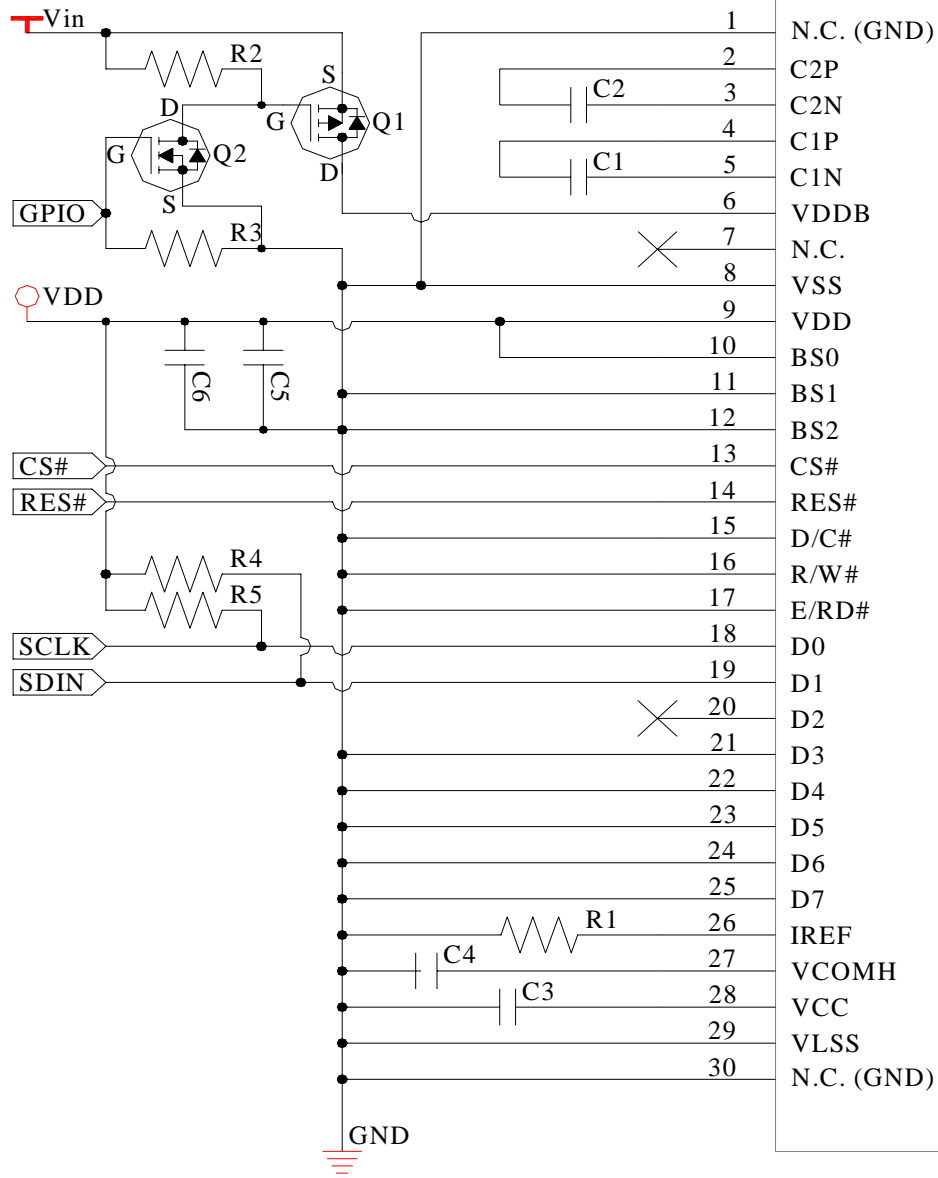 Vin
R2
S
D
G
Q1
G
Q2
D
S
GPIO
R3
VDD
C6
C5
CS#
RES#
R4
R5
SCLK
SDIN
C2
C1
1 N.C. (GND)
2 C2P
3 C2N
4 C1P
5 C1N
6 VDDB
7 N.C.
8 VSS
9 VDD
10 BS0
11 BS1
12 BS2
13 CS#
14 RES#
15 D/C#
16 R/W#
17 E/RD#
18 D0
19 D1
20 D2
21 D3
22 D4
23 D5
24 D6
25 D7
R1 26 IREF
C4 27 VCOMH
C3 28 VCC
29 VLSS
30 N.C. (GND)
GND